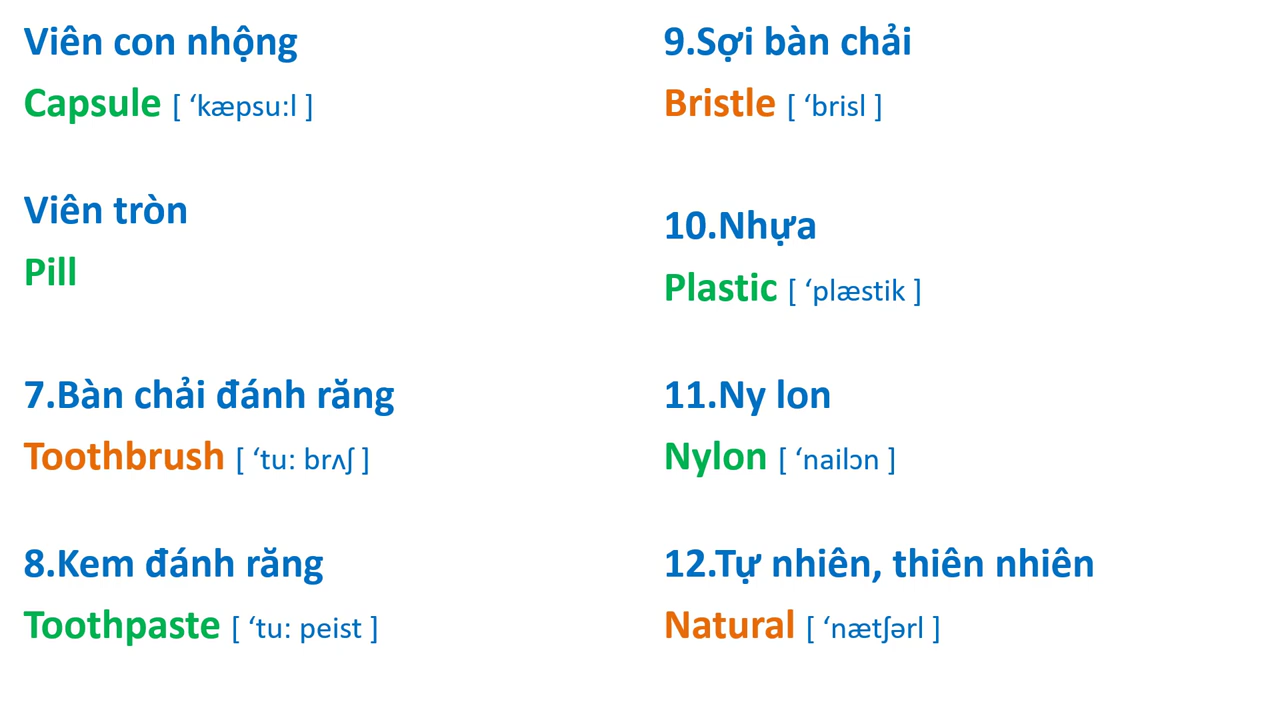 Viên con nhộng
Capsule [ ‘kæpsu:l ]
Viên tròn
Pill
7.Bàn chải đánh răng
Toothbrush [ ‘tu: brʌʃ ]
8.Kem đánh răng
Toothpaste [ ‘tu: peist ]
9.Sợi bàn chải
Bristle [ ‘brisl ]
10.Nhựa
Plastic [ ‘plæstik ]
11.Ny lon
Nylon [ ‘nailɔn ]
12.Tự nhiên, thiên nhiên
Natural [ ‘nætʃərl ]